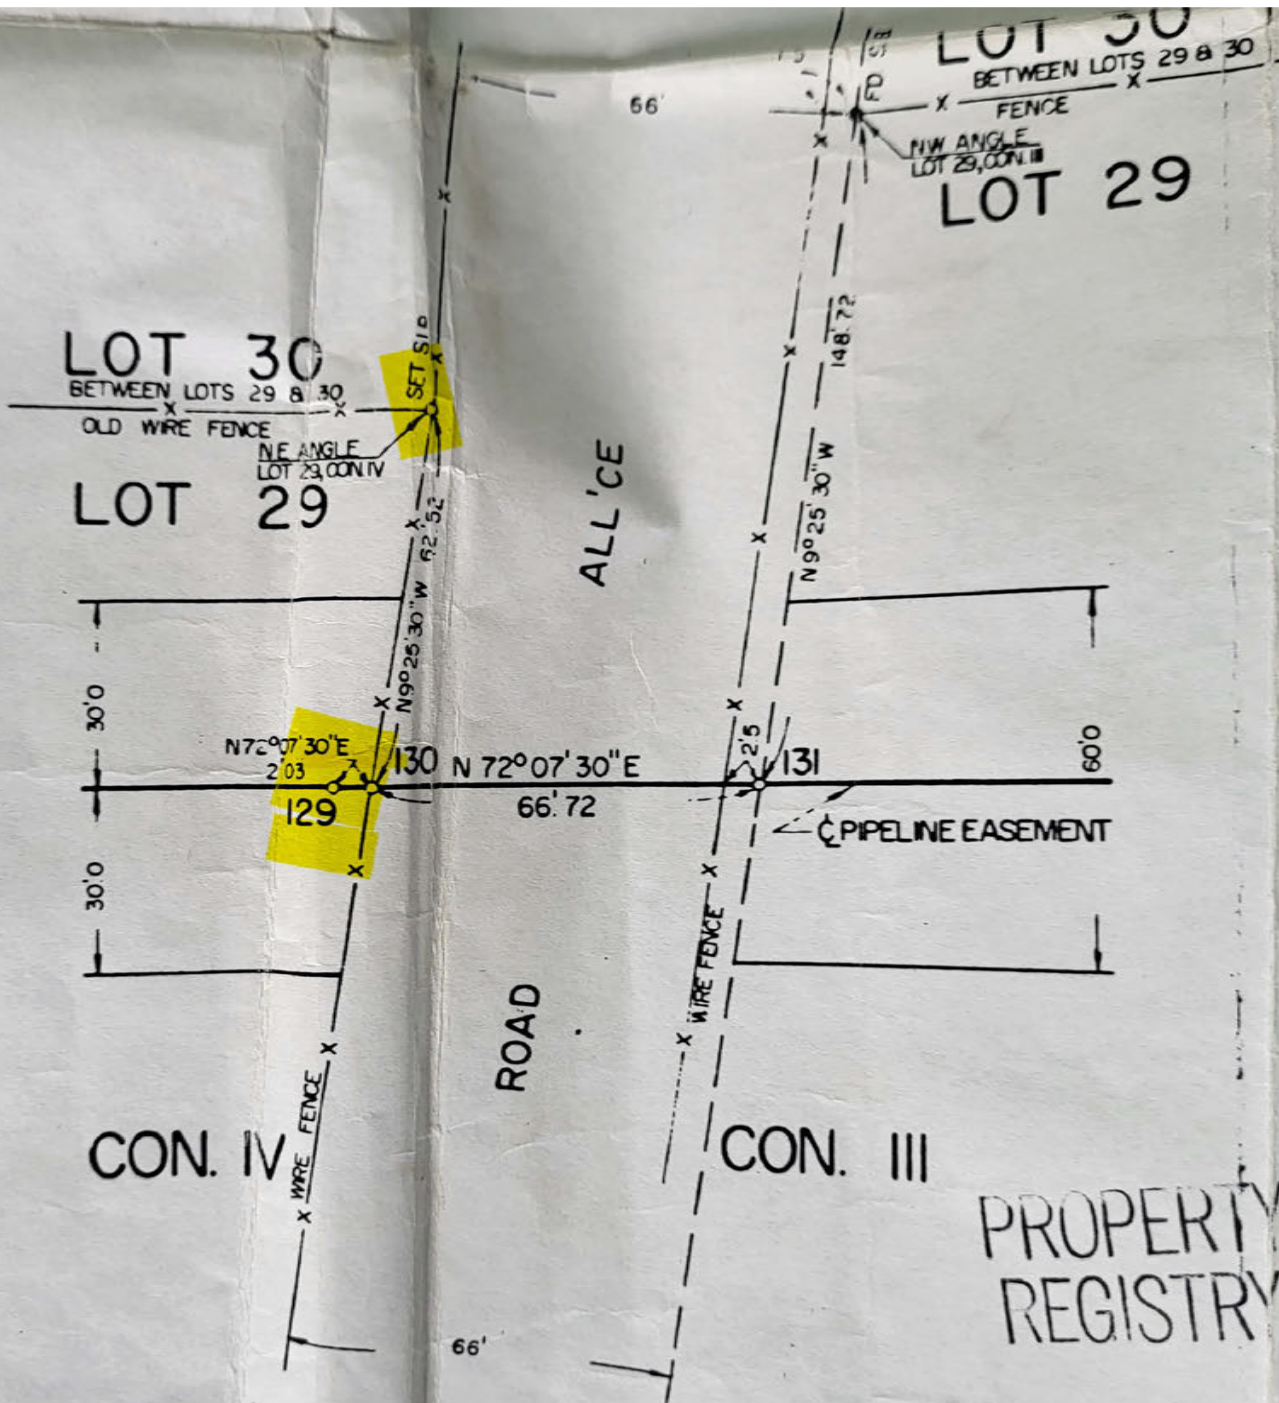 LOT 30
BETWEEN LOTS 29 & 30
FENCE
66'
NW ANGLE
LOT 29, CON. III
LOT 29
148'.72
N9°25'30"W
LOT 30
BETWEEN LOTS 29 & 30
OLD WIRE FENCE
SET SIB
N.E ANGLE
LOT 29, CON IV
LOT 29
62'.52
N9°25'30"W
ALL'CE
30'.0
30'.0
N72°07'30"E
2'.03
129
130
N 72°07'30"E
66'.72
2'.5
131
60'.0
℄ PIPELINE EASEMENT
WIRE FENCE
ROAD
WIRE FENCE
CON. IV
CON. III
66'
PROPERTY
REGISTRY